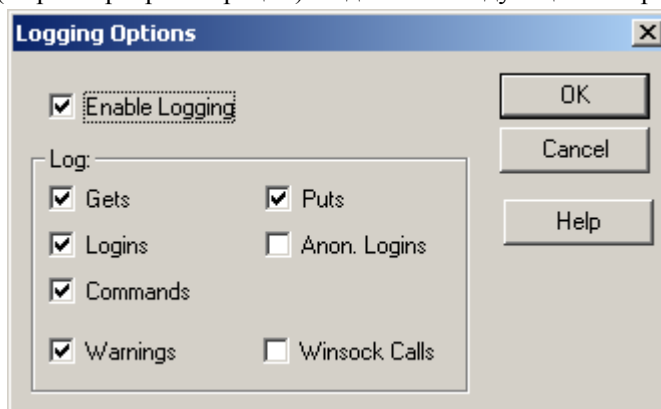 Logging Options
Enable Logging
OK
Cancel
Help
Log:
Gets
Puts
Logins
Anon. Logins
Commands
Warnings
Winsock Calls